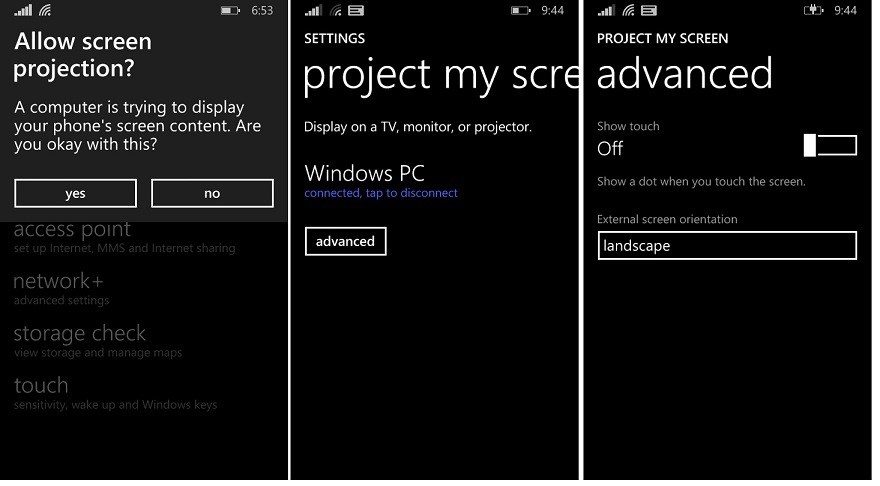 6:53
Allow screen
projection?
A computer is trying to display
your phone's screen content. Are
you okay with this?
yes
no
access point
set up Internet, MMS and Internet sharing
network+
advanced settings
storage check
view storage and manage maps
touch
sensitivity, wake up and Windows keys
9:44
SETTINGS
project my scre
Display on a TV, monitor, or projector.
Windows PC
connected, tap to disconnect
advanced
9:44
PROJECT MY SCREEN
advanced
Show touch
Off
Show a dot when you touch the screen.
External screen orientation
landscape